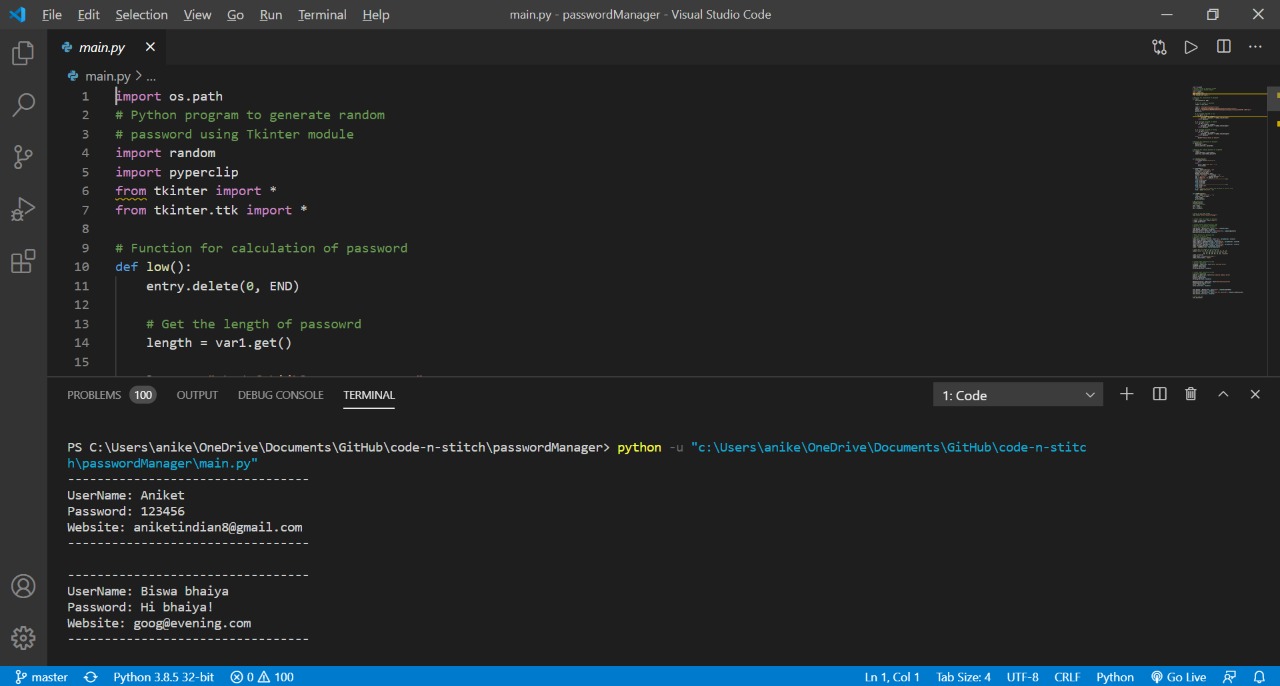 File Edit Selection View Go Run Terminal Help main.py - passwordManager - Visual Studio Code
main.py
main.py > ...
1 import os.path
2 # Python program to generate random
3 # password using Tkinter module
4 import random
5 import pyperclip
6 from tkinter import *
7 from tkinter.ttk import *
8
9 # Function for calculation of password
10 def low():
11 entry.delete(0, END)
12
13 # Get the length of passowrd
14 length = var1.get()
15
PROBLEMS 100 OUTPUT DEBUG CONSOLE TERMINAL 1: Code
PS C:\Users\anike\OneDrive\Documents\GitHub\code-n-stitch\passwordManager> python -u "c:\Users\anike\OneDrive\Documents\GitHub\code-n-stitc
h\passwordManager\main.py"
---------------------------------
UserName: Aniket
Password: 123456
Website: aniketindian8@gmail.com
---------------------------------
---------------------------------
UserName: Biswa bhaiya
Password: Hi bhaiya!
Website: goog@evening.com
---------------------------------
master Python 3.8.5 32-bit 0 100 Ln 1, Col 1 Tab Size: 4 UTF-8 CRLF Python Go Live